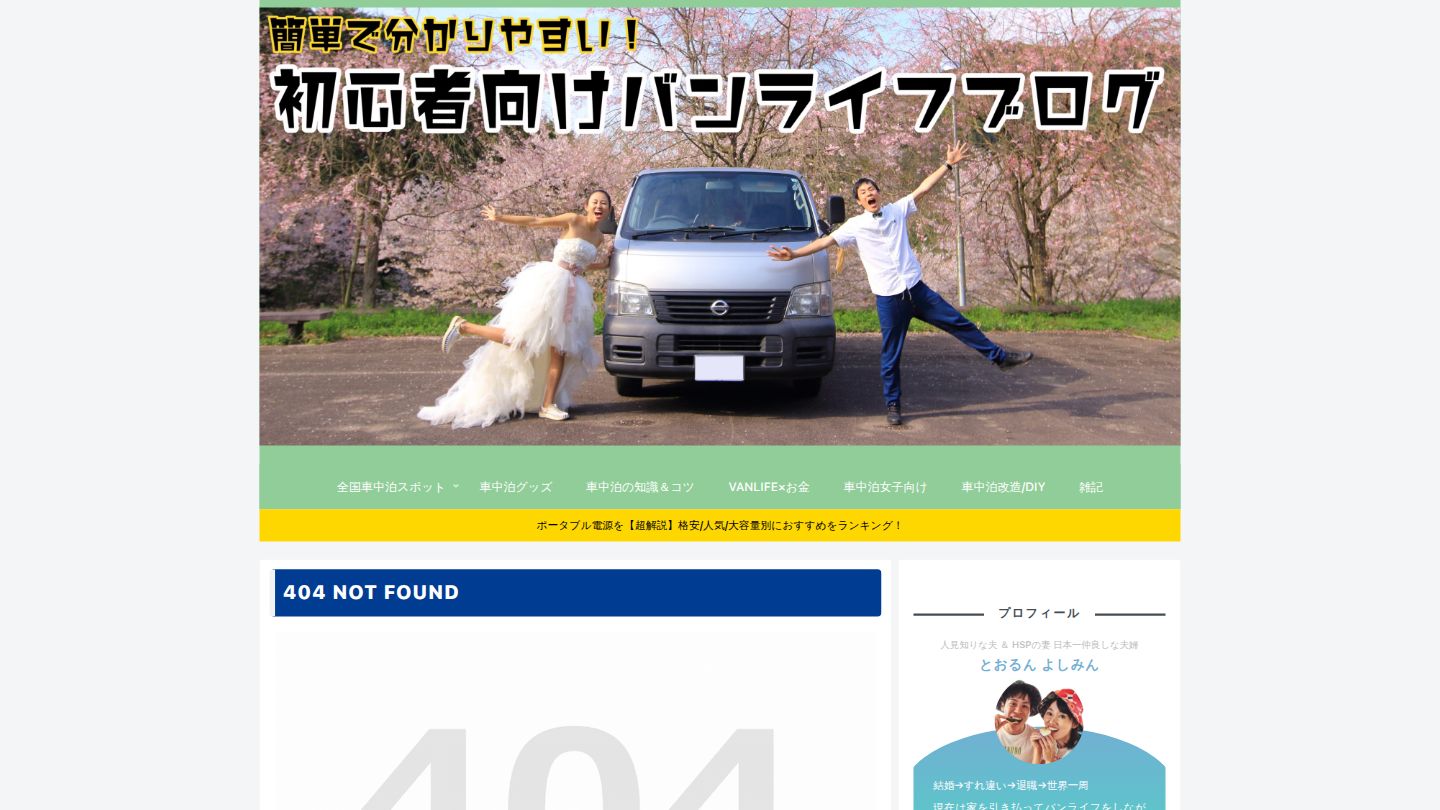 簡単で分かりやすい！
初心者向けバンライフブログ
全国車中泊スポット 車中泊グッズ 車中泊の知識＆コツ VANLIFE×お金 車中泊女子向け 車中泊改造/DIY 雑記
ポータブル電源を【超解説】格安/人気/大容量別におすすめをランキング！
404 NOT FOUND
404
プロフィール
人見知りな夫 & HSPの妻 日本一仲良しな夫婦
とおるん よしみん
結婚→すれ違い→退職→世界一周
現在は家を引き払ってバンライフをしなが